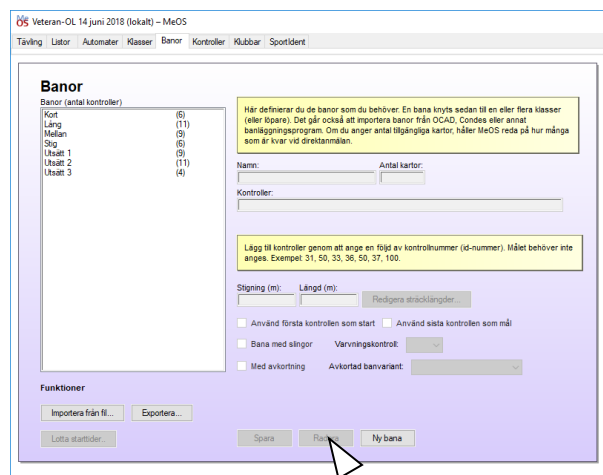 MeOS Veteran-OL 14 juni 2018 (lokalt) – MeOS
Tävling Listor Automater Klasser Banor Kontroller Klubbar SportIdent
Banor
Banor (antal kontroller)
Kort (6)
Lång (11)
Mellan (9)
Stig (6)
Utsätt 1 (9)
Utsätt 2 (11)
Utsätt 3 (4)
Funktioner
Importera från fil... Exportera...
Lotta starttider..
Här definierar du de banor som du behöver. En bana knyts sedan till en eller flera klasser
(eller löpare). Det går också att importera banor från OCAD, Condes eller annat
banläggningsprogram. Om du anger antal tillgängliga kartor, håller MeOS reda på hur många
som är kvar vid direktanmälan.
Namn: Antal kartor:
Kontroller:
Lägg till kontroller genom att ange en följd av kontrollnummer (id-nummer). Målet behöver inte
anges. Exempel: 31, 50, 33, 36, 50, 37, 100.
Stigning (m): Längd (m):
Redigera sträcklängder...
Använd första kontrollen som start Använd sista kontrollen som mål
Bana med slingor Varvningskontroll:
Med avkortning Avkortad banvariant:
Spara Radera Ny bana